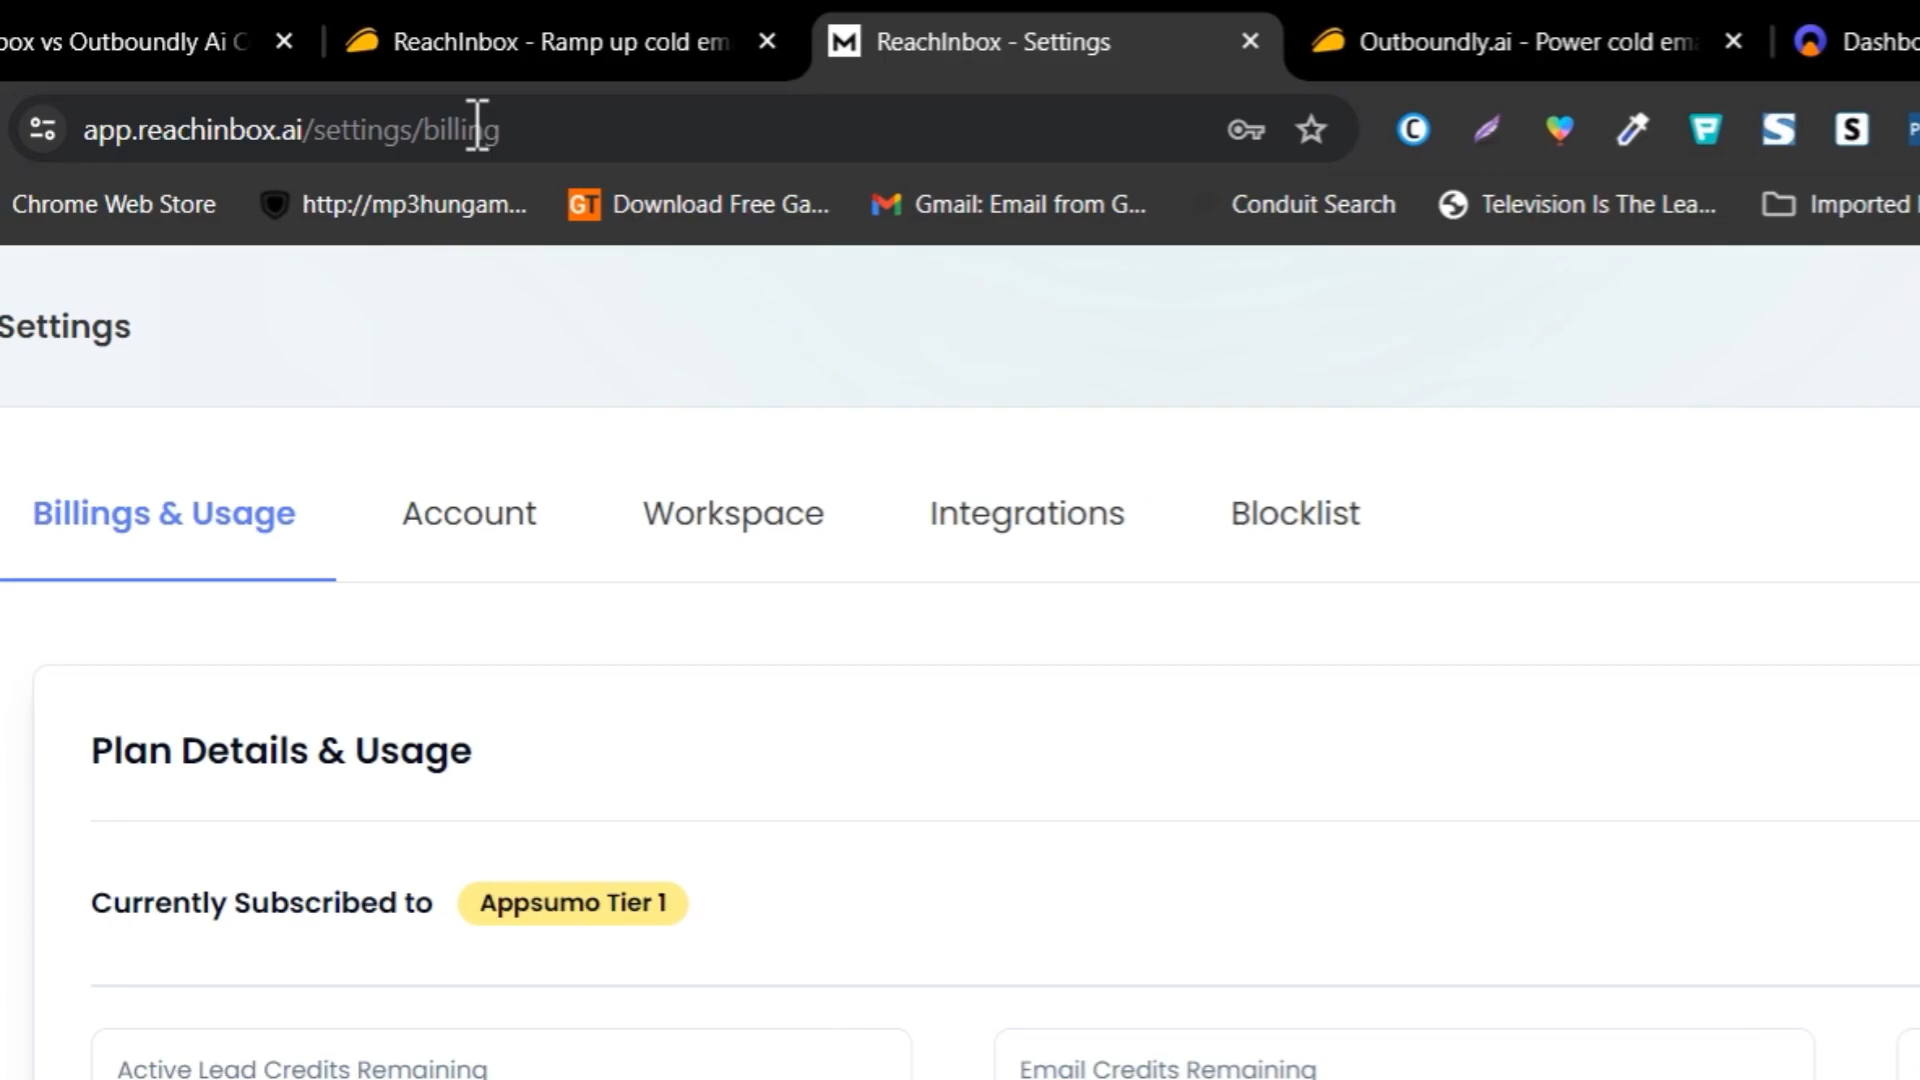 box vs Outboundly Ai
ReachInbox - Ramp up cold em
ReachInbox - Settings
Outboundly.ai - Power cold ema
Dashbo
app.reachinbox.ai/settings/billing
Chrome Web Store
http://mp3hungam...
GT Download Free Ga...
Gmail: Email from G...
Conduit Search
Television Is The Lea...
Imported
Settings
Billings & Usage
Account
Workspace
Integrations
Blocklist
Plan Details & Usage
Currently Subscribed to Appsumo Tier 1
Active Lead Credits Remaining
Email Credits Remaining